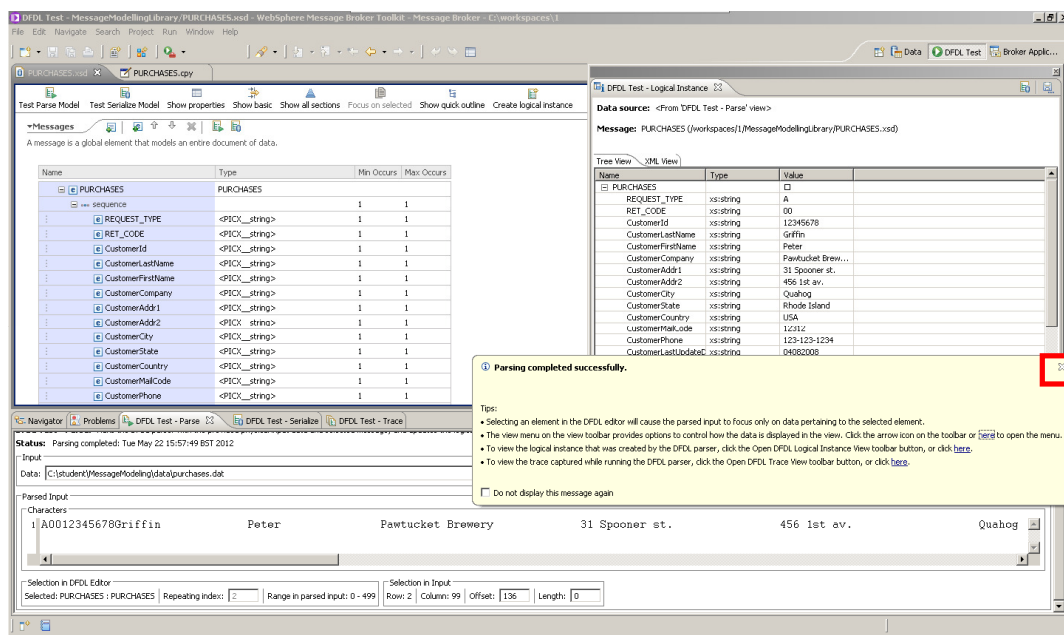 DFDL Test - MessageModellingLibrary/PURCHASES.xsd - WebSphere Message Broker Toolkit - Message Broker - C:\workspaces\1
File Edit Navigate Search Project Run Window Help
Data DFDL Test Broker Applic...
PURCHASES.xsd PURCHASES.cpy
Test Parse Model Test Serialize Model Show properties Show basic Show all sections Focus on selected Show quick outline Create logical instance
Messages
A message is a global element that models an entire document of data.
Name Type Min Occurs Max Occurs
PURCHASES PURCHASES
sequence 1 1
REQUEST_TYPE <PICX__string> 1 1
RET_CODE <PICX__string> 1 1
CustomerId <PICX__string> 1 1
CustomerLastName <PICX__string> 1 1
CustomerFirstName <PICX__string> 1 1
CustomerCompany <PICX__string> 1 1
CustomerAddr1 <PICX__string> 1 1
CustomerAddr2 <PICX__string> 1 1
CustomerCity <PICX__string> 1 1
CustomerState <PICX__string> 1 1
CustomerCountry <PICX__string> 1 1
CustomerMailCode <PICX__string> 1 1
CustomerPhone <PICX__string> 1 1
DFDL Test - Logical Instance
Data source: <From 'DFDL Test - Parse' view>
Message: PURCHASES (/workspaces/1/MessageModellingLibrary/PURCHASES.xsd)
Tree View XML View
Name Type Value
PURCHASES
REQUEST_TYPE xs:string A
RET_CODE xs:string 00
CustomerId xs:string 12345678
CustomerLastName xs:string Griffin
CustomerFirstName xs:string Peter
CustomerCompany xs:string Pawtucket Brew...
CustomerAddr1 xs:string 31 Spooner st.
CustomerAddr2 xs:string 456 1st av.
CustomerCity xs:string Quahog
CustomerState xs:string Rhode Island
CustomerCountry xs:string USA
CustomerMailCode xs:string 12312
CustomerPhone xs:string 123-123-1234
CustomerLastUpdateD xs:string 04082008
Parsing completed successfully.
Tips:
• Selecting an element in the DFDL editor will cause the parsed input to focus only on data pertaining to the selected element.
• The view menu on the view toolbar provides options to control how the data is displayed in the view. Click the arrow icon on the toolbar or here to open the menu.
• To view the logical instance that was created by the DFDL parser, click the Open DFDL Logical Instance View toolbar button, or click here.
• To view the trace captured while running the DFDL parser, click the Open DFDL Trace View toolbar button, or click here.
Do not display this message again
Navigator Problems DFDL Test - Parse DFDL Test - Serialize DFDL Test - Trace
Status: Parsing completed: Tue May 22 15:57:49 BST 2012
Input
Data: C:\student\MessageModeling\data\purchases.dat
Parsed Input
Characters
1 A0012345678Griffin Peter Pawtucket Brewery 31 Spooner st. 456 1st av. Quahog
Selection in DFDL Editor Selection in Input
Selected: PURCHASES : PURCHASES Repeating index: 2 Range in parsed input: 0 - 499 Row: 2 Column: 99 Offset: 136 Length: 0